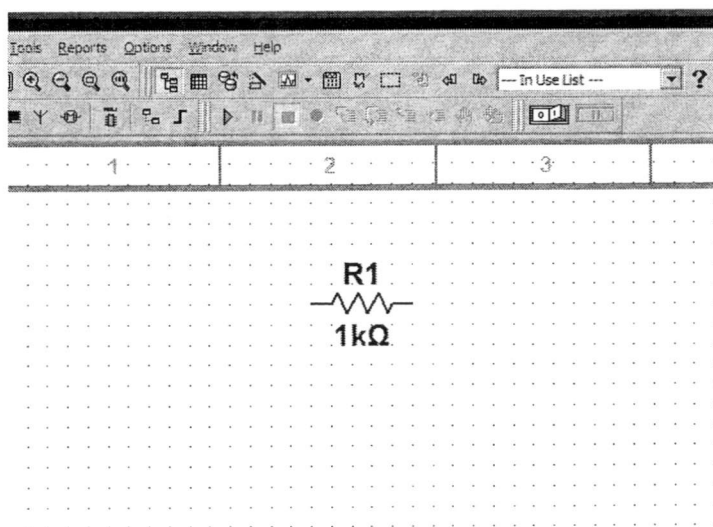 Tools Reports Options Window Help
--- In Use List --- ?
1 2 3
R1
1kΩ